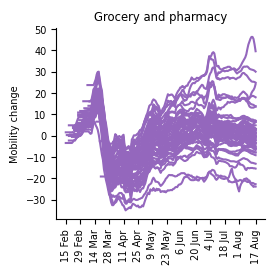 Grocery and pharmacy
Mobility change
50
40
30
20
10
0
−10
−20
−30
15 Feb
29 Feb
14 Mar
28 Mar
11 Apr
25 Apr
9 May
23 May
6 Jun
20 Jun
4 Jul
18 Jul
1 Aug
17 Aug